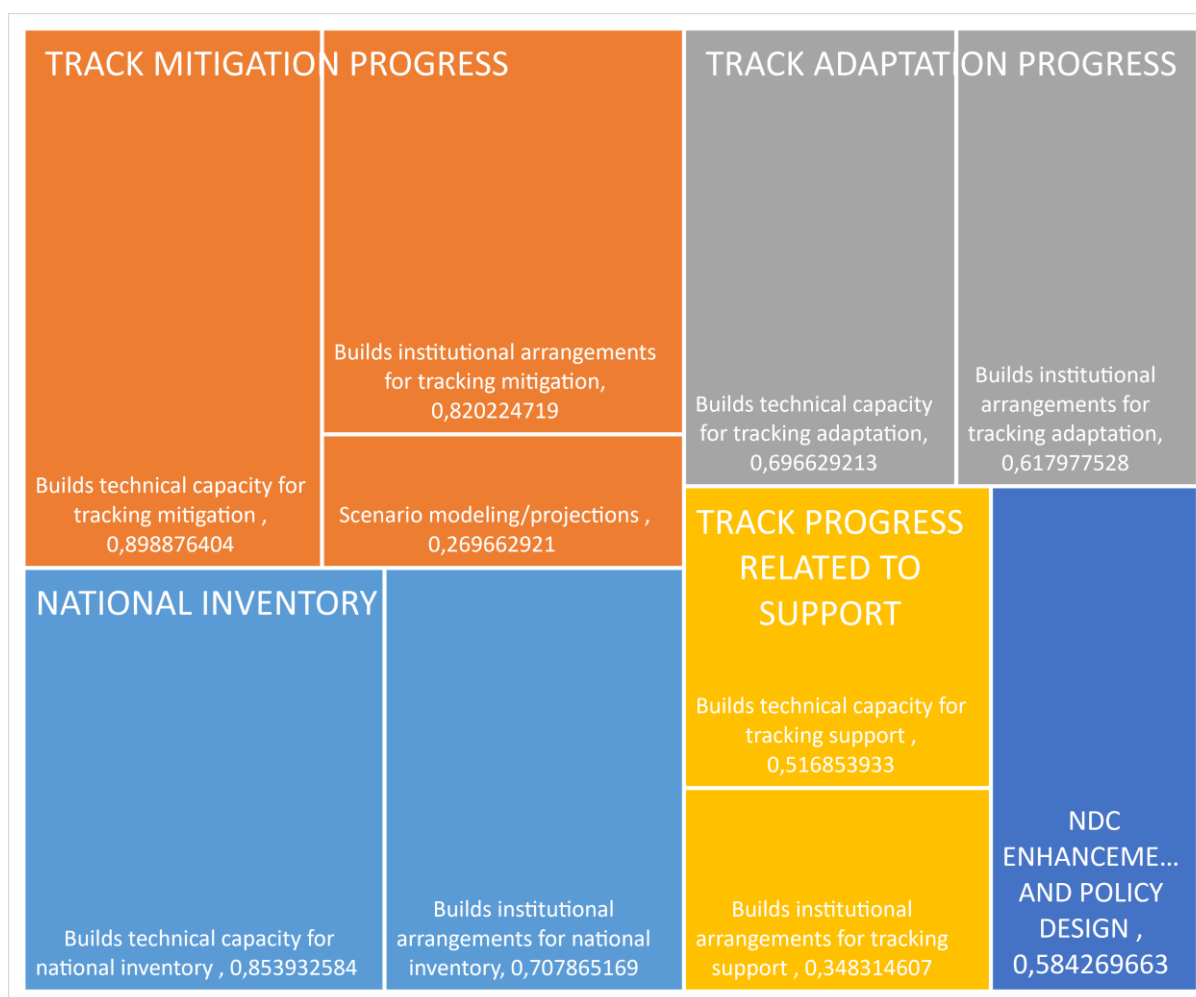 TRACK MITIGATION PROGRESS
Builds technical capacity for
tracking mitigation ,
0,898876404
Builds institutional arrangements
for tracking mitigation,
0,820224719
Scenario modeling/projections ,
0,269662921
TRACK ADAPTATION PROGRESS
Builds technical capacity
for tracking adaptation,
0,696629213
Builds institutional
arrangements for
tracking adaptation,
0,617977528
NATIONAL INVENTORY
Builds technical capacity for
national inventory , 0,853932584
Builds institutional
arrangements for national
inventory, 0,707865169
TRACK PROGRESS
RELATED TO
SUPPORT
Builds technical capacity for
tracking support ,
0,516853933
Builds institutional
arrangements for tracking
support , 0,348314607
NDC
ENHANCEME...
AND POLICY
DESIGN ,
0,584269663